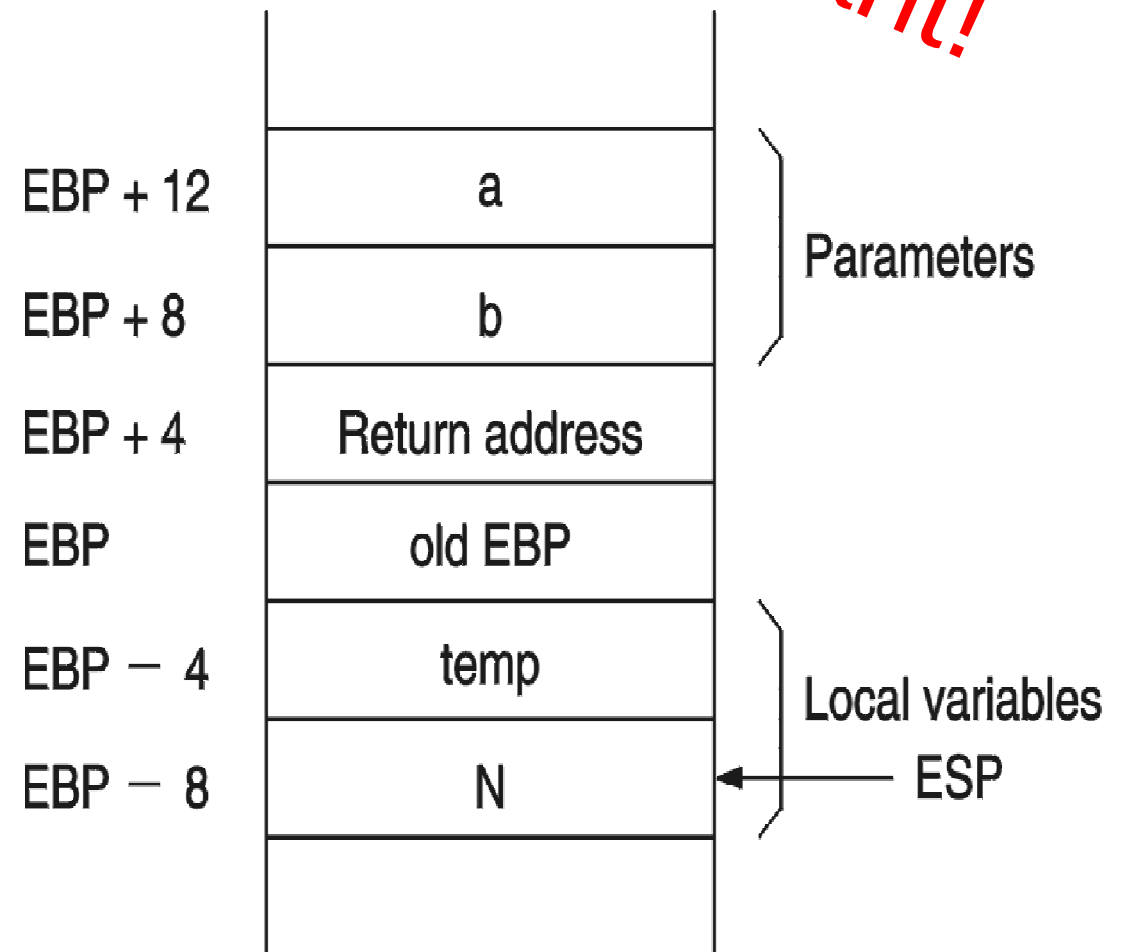 EBP + 12 a
Parameters
EBP + 8 b
EBP + 4 Return address
EBP old EBP
EBP − 4 temp
Local variables
EBP − 8 N ESP